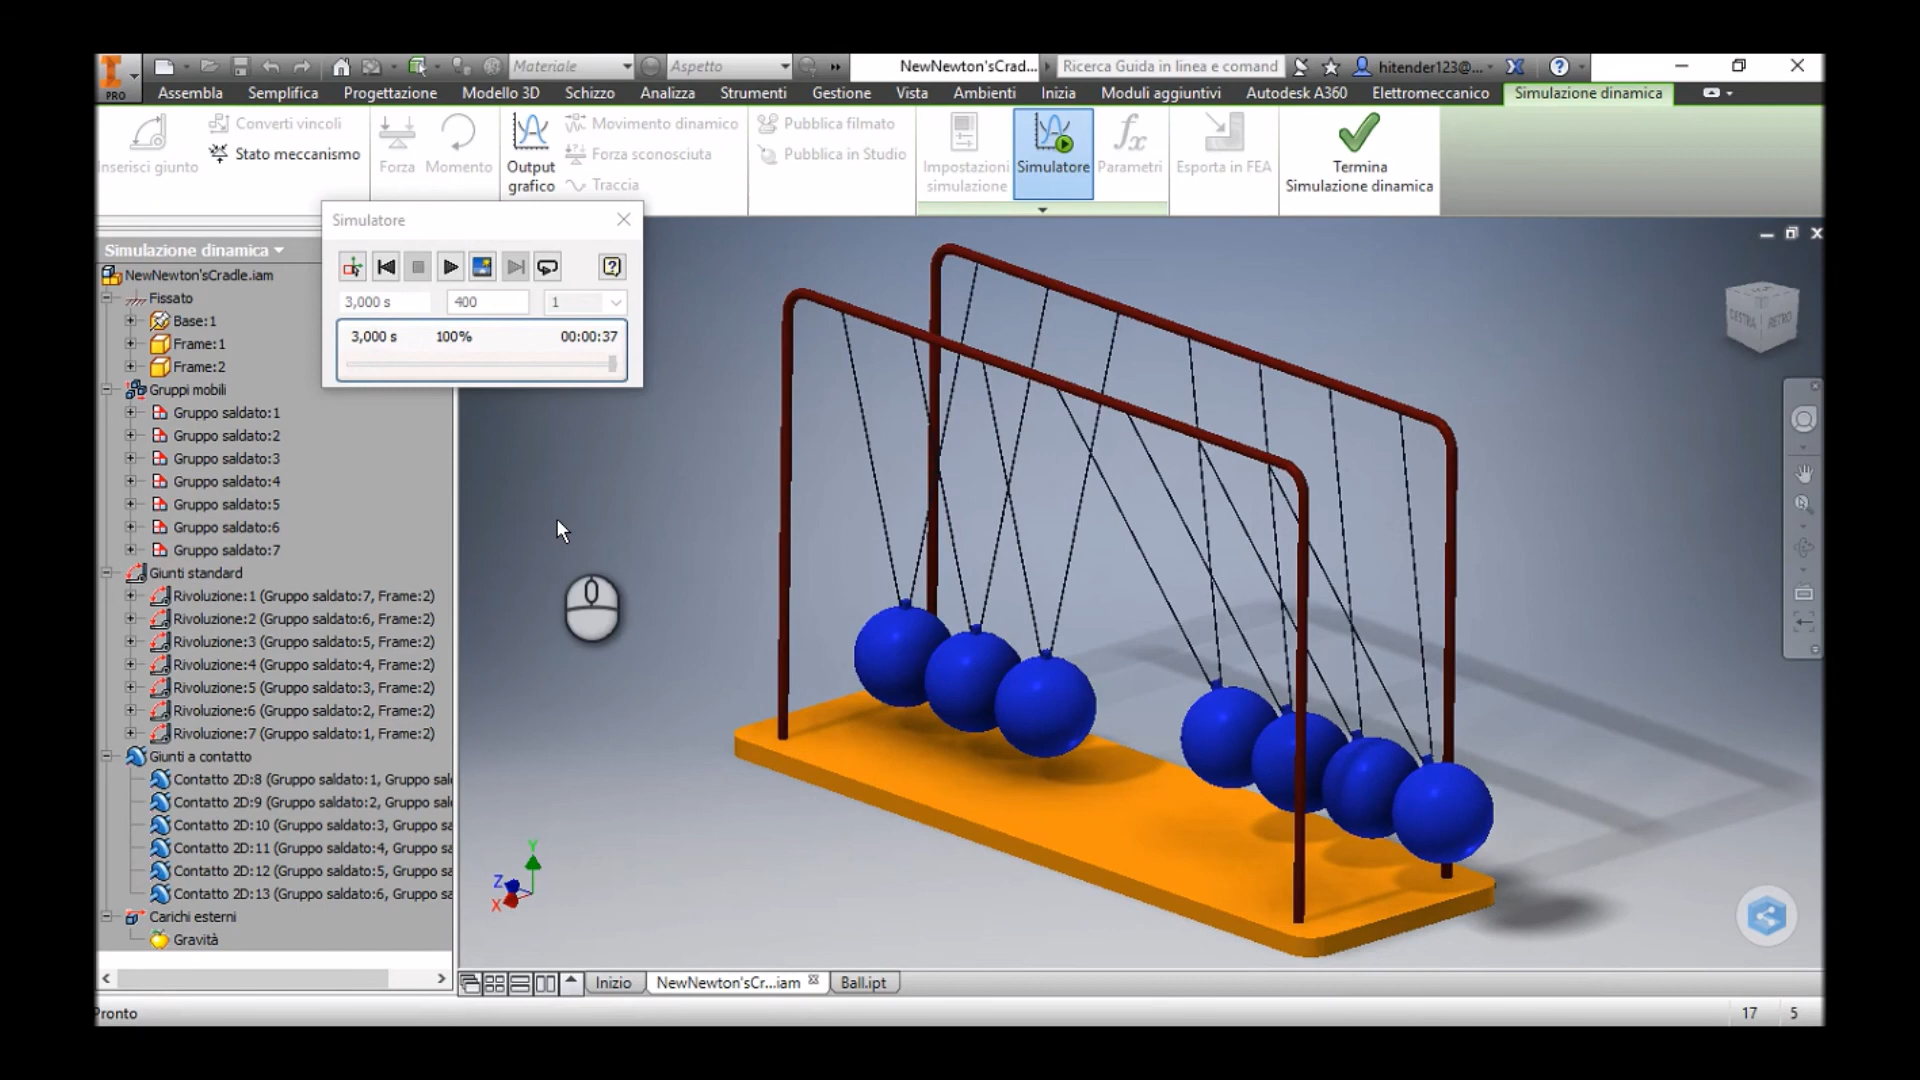 PRO
Materiale
Aspetto
NewNewton'sCrad...
Ricerca Guida in linea e comand
hitender123@...
Assembla Semplifica Progettazione Modello 3D Schizzo Analizza Strumenti Gestione Vista Ambienti Inizia Moduli aggiuntivi Autodesk A360 Elettromeccanico Simulazione dinamica
Inserisci giunto
Converti vincoli
Stato meccanismo
Forza
Momento
Output
grafico
Movimento dinamico
Forza sconosciuta
Traccia
Pubblica filmato
Pubblica in Studio
Impostazioni
simulazione
Simulatore
Parametri
Esporta in FEA
Termina
Simulazione dinamica
Simulatore
3,000 s 400 1
3,000 s 100% 00:00:37
Simulazione dinamica
NewNewton'sCradle.iam
Fissato
Base:1
Frame:1
Frame:2
Gruppi mobili
Gruppo saldato:1
Gruppo saldato:2
Gruppo saldato:3
Gruppo saldato:4
Gruppo saldato:5
Gruppo saldato:6
Gruppo saldato:7
Giunti standard
Rivoluzione:1 (Gruppo saldato:7, Frame:2)
Rivoluzione:2 (Gruppo saldato:6, Frame:2)
Rivoluzione:3 (Gruppo saldato:5, Frame:2)
Rivoluzione:4 (Gruppo saldato:4, Frame:2)
Rivoluzione:5 (Gruppo saldato:3, Frame:2)
Rivoluzione:6 (Gruppo saldato:2, Frame:2)
Rivoluzione:7 (Gruppo saldato:1, Frame:2)
Giunti a contatto
Contatto 2D:8 (Gruppo saldato:1, Gruppo sal
Contatto 2D:9 (Gruppo saldato:2, Gruppo sal
Contatto 2D:10 (Gruppo saldato:3, Gruppo sa
Contatto 2D:11 (Gruppo saldato:4, Gruppo sa
Contatto 2D:12 (Gruppo saldato:5, Gruppo sa
Contatto 2D:13 (Gruppo saldato:6, Gruppo sa
Carichi esterni
Gravità
DESTRA RETRO
Y
Z
X
Inizio NewNewton'sCr...iam Ball.ipt
Pronto
17 5